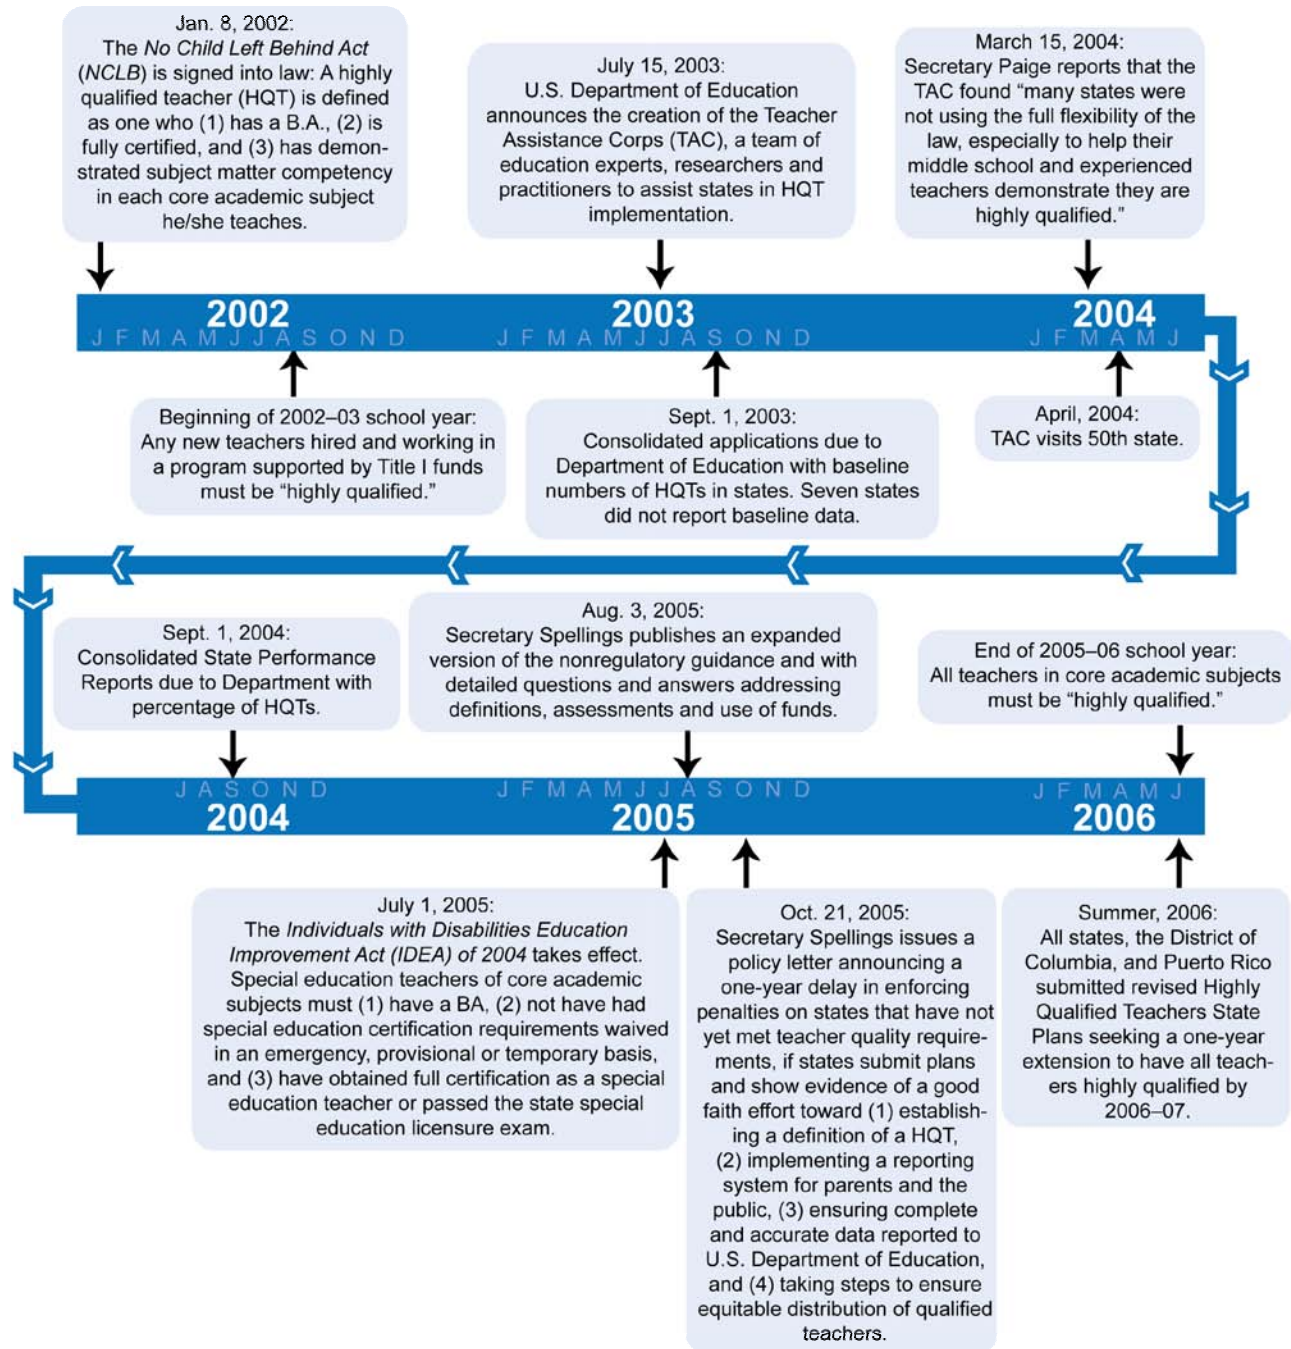 Jan. 8, 2002:
The No Child Left Behind Act
(NCLB) is signed into law: A highly
qualified teacher (HQT) is defined
as one who (1) has a B.A., (2) is
fully certified, and (3) has demon-
strated subject matter competency
in each core academic subject
he/she teaches.
July 15, 2003:
U.S. Department of Education
announces the creation of the Teacher
Assistance Corps (TAC), a team of
education experts, researchers and
practitioners to assist states in HQT
implementation.
March 15, 2004:
Secretary Paige reports that the
TAC found “many states were
not using the full flexibility of the
law, especially to help their
middle school and experienced
teachers demonstrate they are
highly qualified.”
2002
J F M A M J J A S O N D
2003
J F M A M J J A S O N D
2004
J F M A M J
Beginning of 2002–03 school year:
Any new teachers hired and working in
a program supported by Title I funds
must be “highly qualified.”
Sept. 1, 2003:
Consolidated applications due to
Department of Education with baseline
numbers of HQTs in states. Seven states
did not report baseline data.
April, 2004:
TAC visits 50th state.
Sept. 1, 2004:
Consolidated State Performance
Reports due to Department with
percentage of HQTs.
Aug. 3, 2005:
Secretary Spellings publishes an expanded
version of the nonregulatory guidance and with
detailed questions and answers addressing
definitions, assessments and use of funds.
End of 2005–06 school year:
All teachers in core academic subjects
must be “highly qualified.”
J A S O N D
2004
J F M A M J J A S O N D
2005
J F M A M J
2006
July 1, 2005:
The Individuals with Disabilities Education
Improvement Act (IDEA) of 2004 takes effect.
Special education teachers of core academic
subjects must (1) have a BA, (2) not have had
special education certification requirements waived
in an emergency, provisional or temporary basis,
and (3) have obtained full certification as a special
education teacher or passed the state special
education licensure exam.
Oct. 21, 2005:
Secretary Spellings issues a
policy letter announcing a
one-year delay in enforcing
penalties on states that have not
yet met teacher quality require-
ments, if states submit plans
and show evidence of a good
faith effort toward (1) establish-
ing a definition of a HQT,
(2) implementing a reporting
system for parents and the
public, (3) ensuring complete
and accurate data reported to
U.S. Department of Education,
and (4) taking steps to ensure
equitable distribution of qualified
teachers.
Summer, 2006:
All states, the District of
Columbia, and Puerto Rico
submitted revised Highly
Qualified Teachers State
Plans seeking a one-year
extension to have all teach-
ers highly qualified by
2006–07.